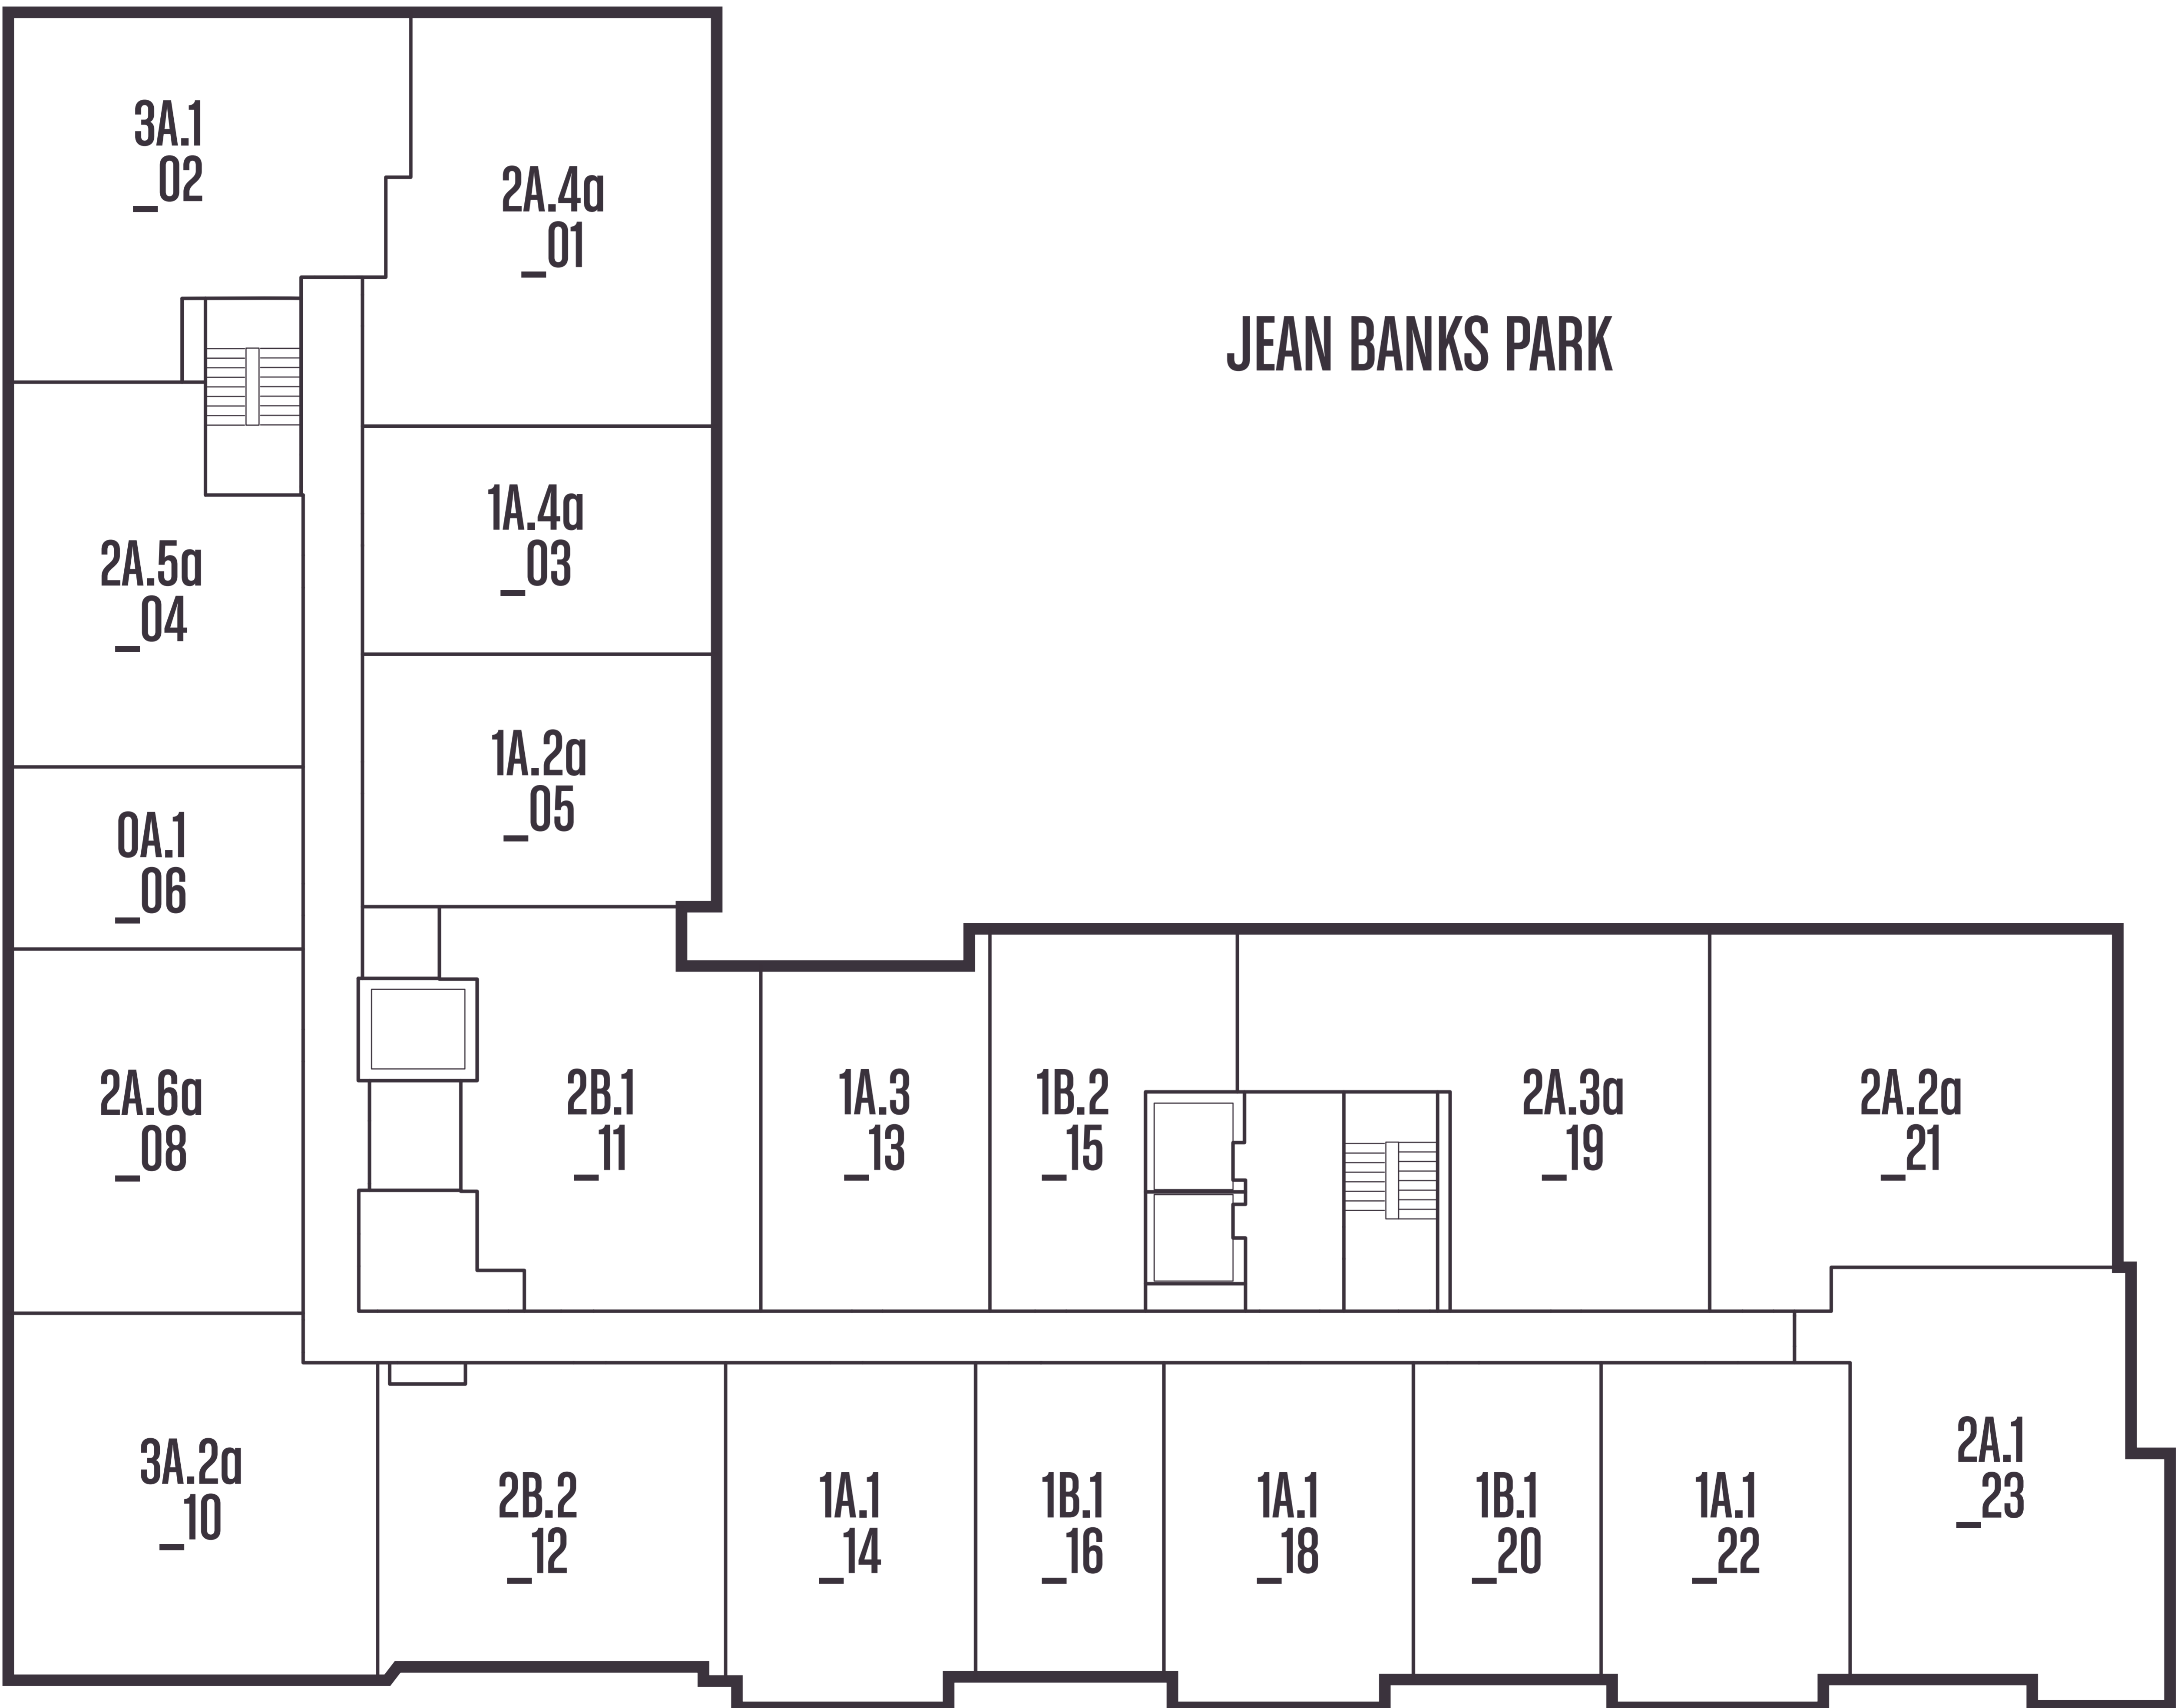 3A.1
_02
2A.4a
_01
JEAN BANKS PARK
1A.4a
_03
2A.5a
_04
1A.2a
_05
0A.1
_06
2A.6a
_08
2B.1
_11
1A.3
_13
1B.2
_15
2A.3a
_19
2A.2a
_21
3A.2a
_10
2B.2
_12
1A.1
_14
1B.1
_16
1A.1
_18
1B.1
_20
1A.1
_22
2A.1
_23